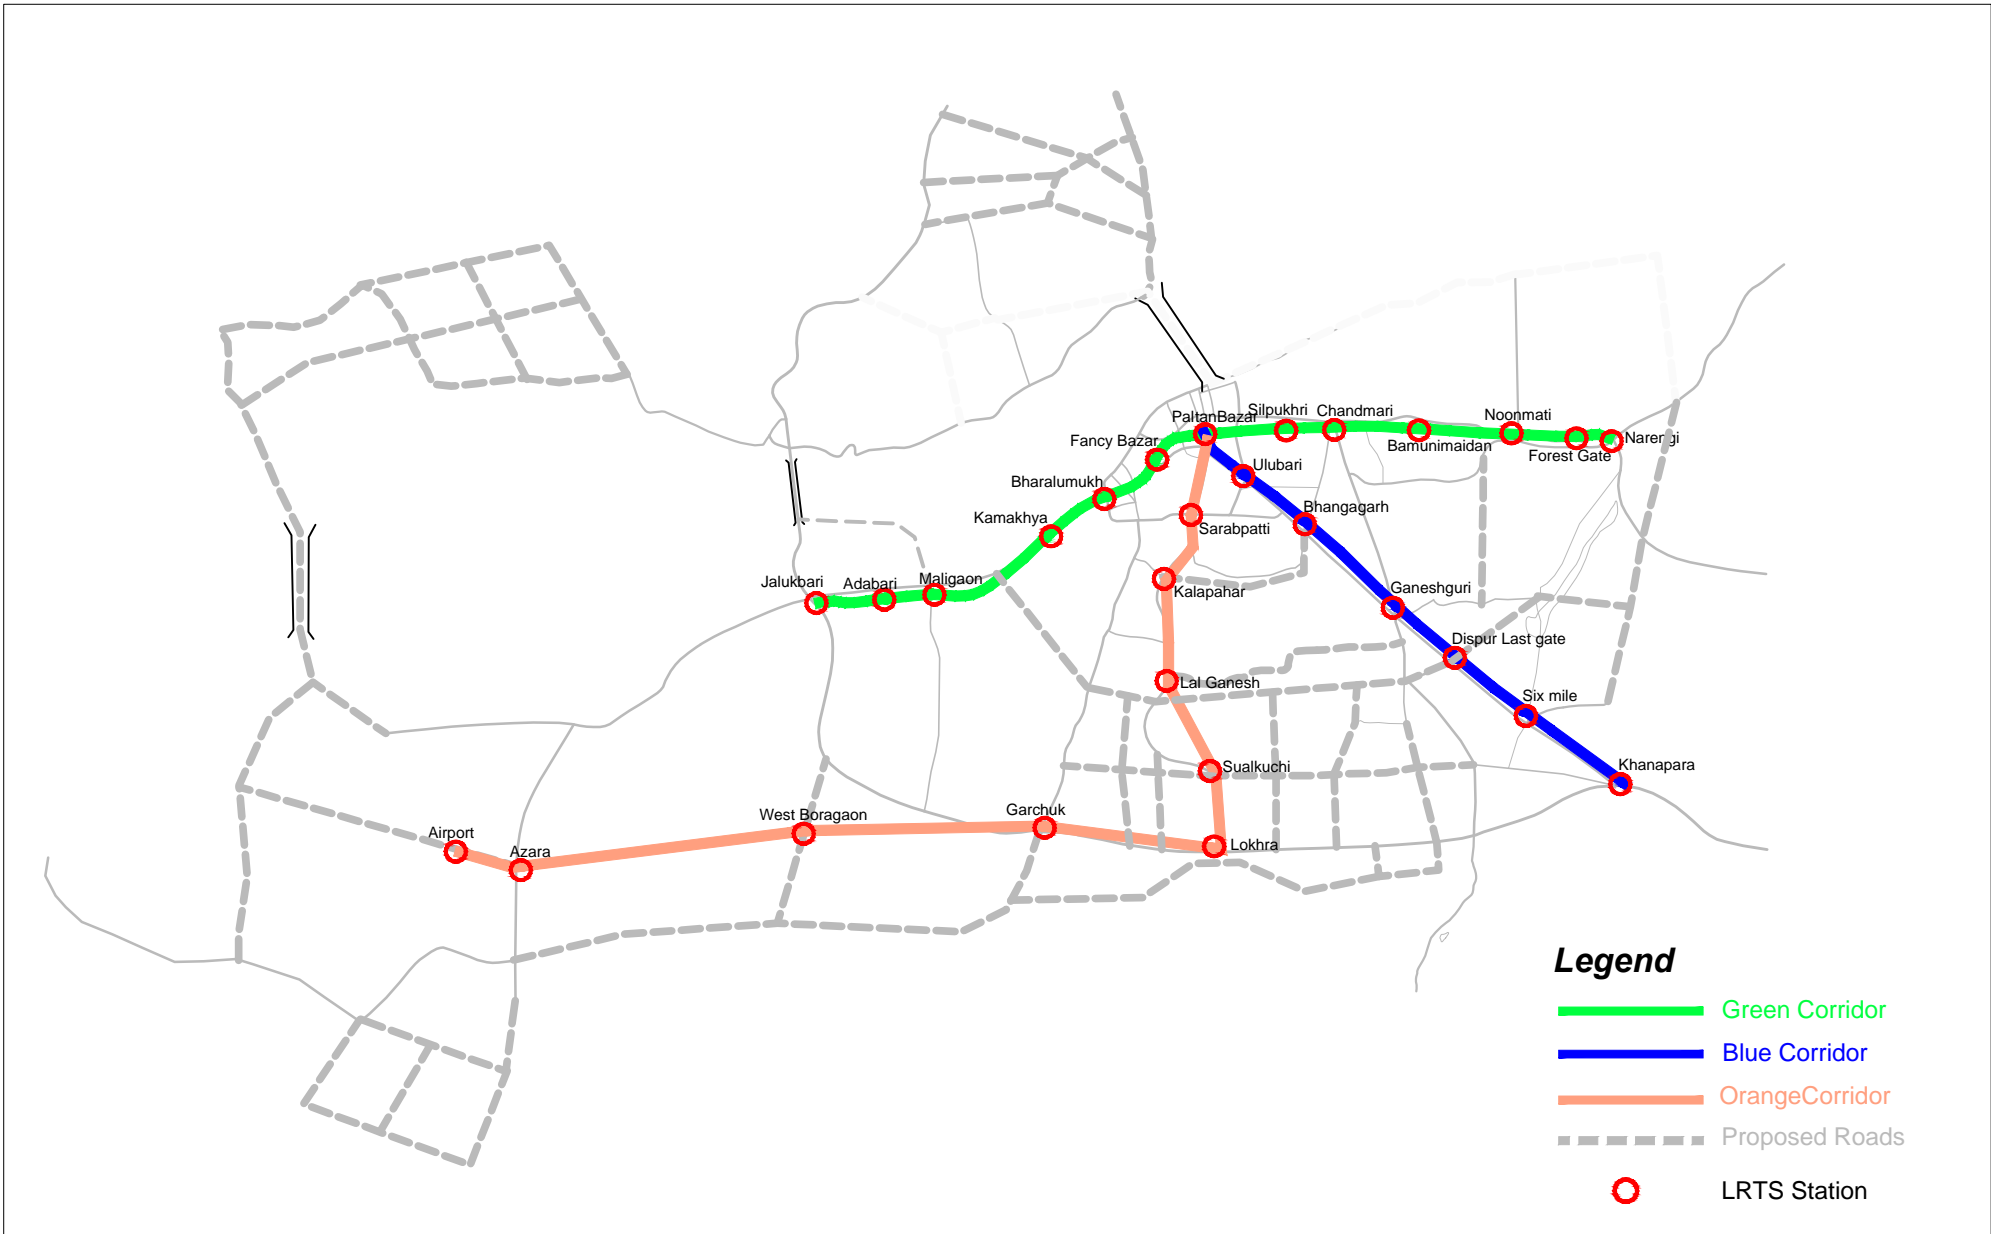 Silpukhri
Chandmari
Noonmati
PaltanBazar
Fancy Bazar
Bamunimaidan
Forest Gate
Narengi
Ulubari
Bharalumukh
Bhangagarh
Kamakhya
Sarabpatti
Jalukbari
Adabari
Maligaon
Kalapahar
Ganeshguri
Dispur Last gate
Lal Ganesh
Six mile
Sualkuchi
Khanapara
West Boragaon
Garchuk
Airport
Azara
Lokhra
Legend
Green Corridor
Blue Corridor
OrangeCorridor
Proposed Roads
LRTS Station